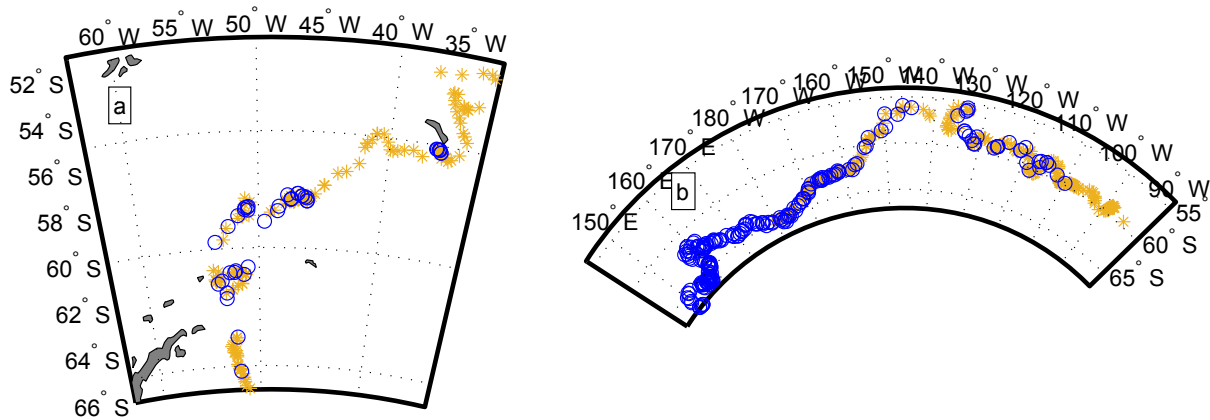 60° W
55° W
50° W
45° W
40° W
35° W
52° S
54° S
56° S
58° S
60° S
62° S
64° S
66° S
a
150° E
160° E
170° E
180° W
170° W
160° W
150° W
140° W
130° W
120° W
110° W
100° W
90° W
55°
60° S
65° S
b